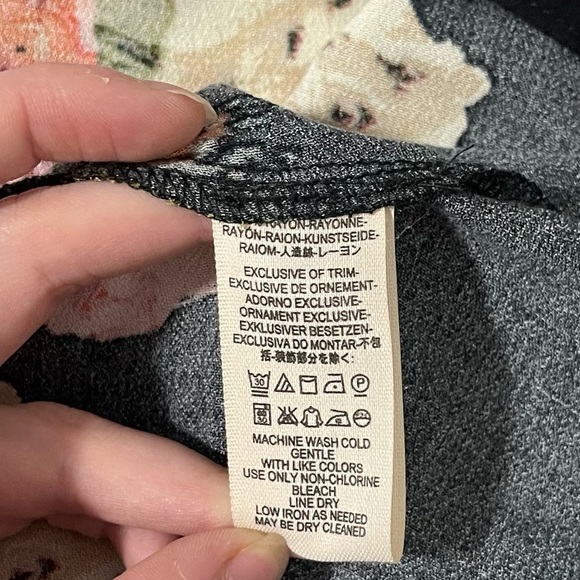 RAYON-RAYONNE-
RAYÓN-RAION-KUNSTSEIDE-
RAIOM-人造絲-レーヨン
EXCLUSIVE OF TRIM-
EXCLUSIVE DE ORNEMENT-
ADORNO EXCLUSIVE-
ORNAMENT EXCLUSIVE-
EXKLUSIVER BESETZEN-
EXCLUSIVA DO MONTAR-不包
括-装飾部分を除く:
30 P
MACHINE WASH COLD
GENTLE
WITH LIKE COLORS
USE ONLY NON-CHLORINE
BLEACH
LINE DRY
LOW IRON AS NEEDED
MAY BE DRY CLEANED